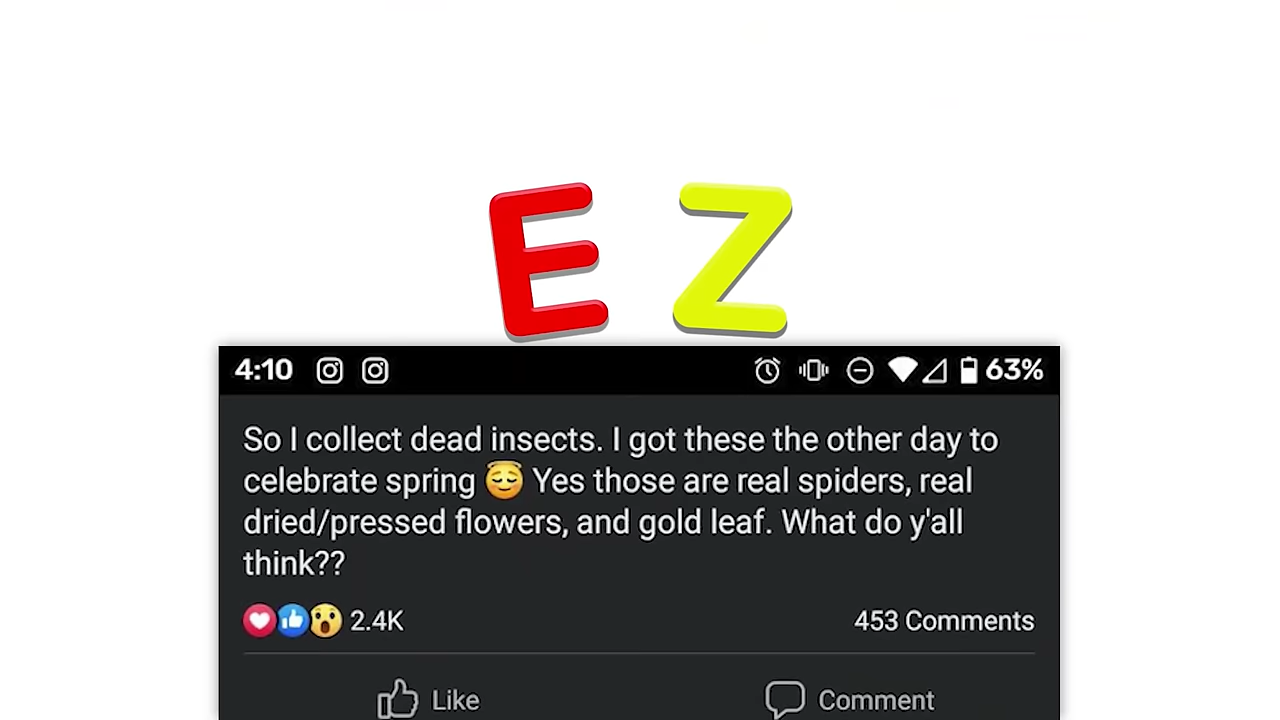 E Z
4:10 63%
So I collect dead insects. I got these the other day to
celebrate spring 😇 Yes those are real spiders, real
dried/pressed flowers, and gold leaf. What do y'all
think??
2.4K 453 Comments
Like Comment